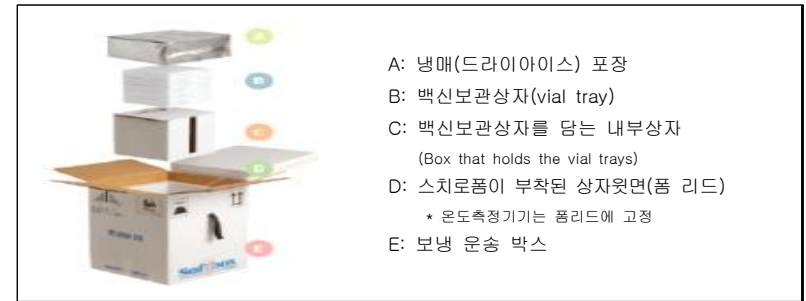 A
B
C
D
E
A: 냉매(드라이아이스) 포장
B: 백신보관상자(vial tray)
C: 백신보관상자를 담는 내부상자
(Box that holds the vial trays)
D: 스치로폼이 부착된 상자윗면(폼 리드)
* 온도측정기기는 폼리드에 고정
E: 보냉 운송 박스